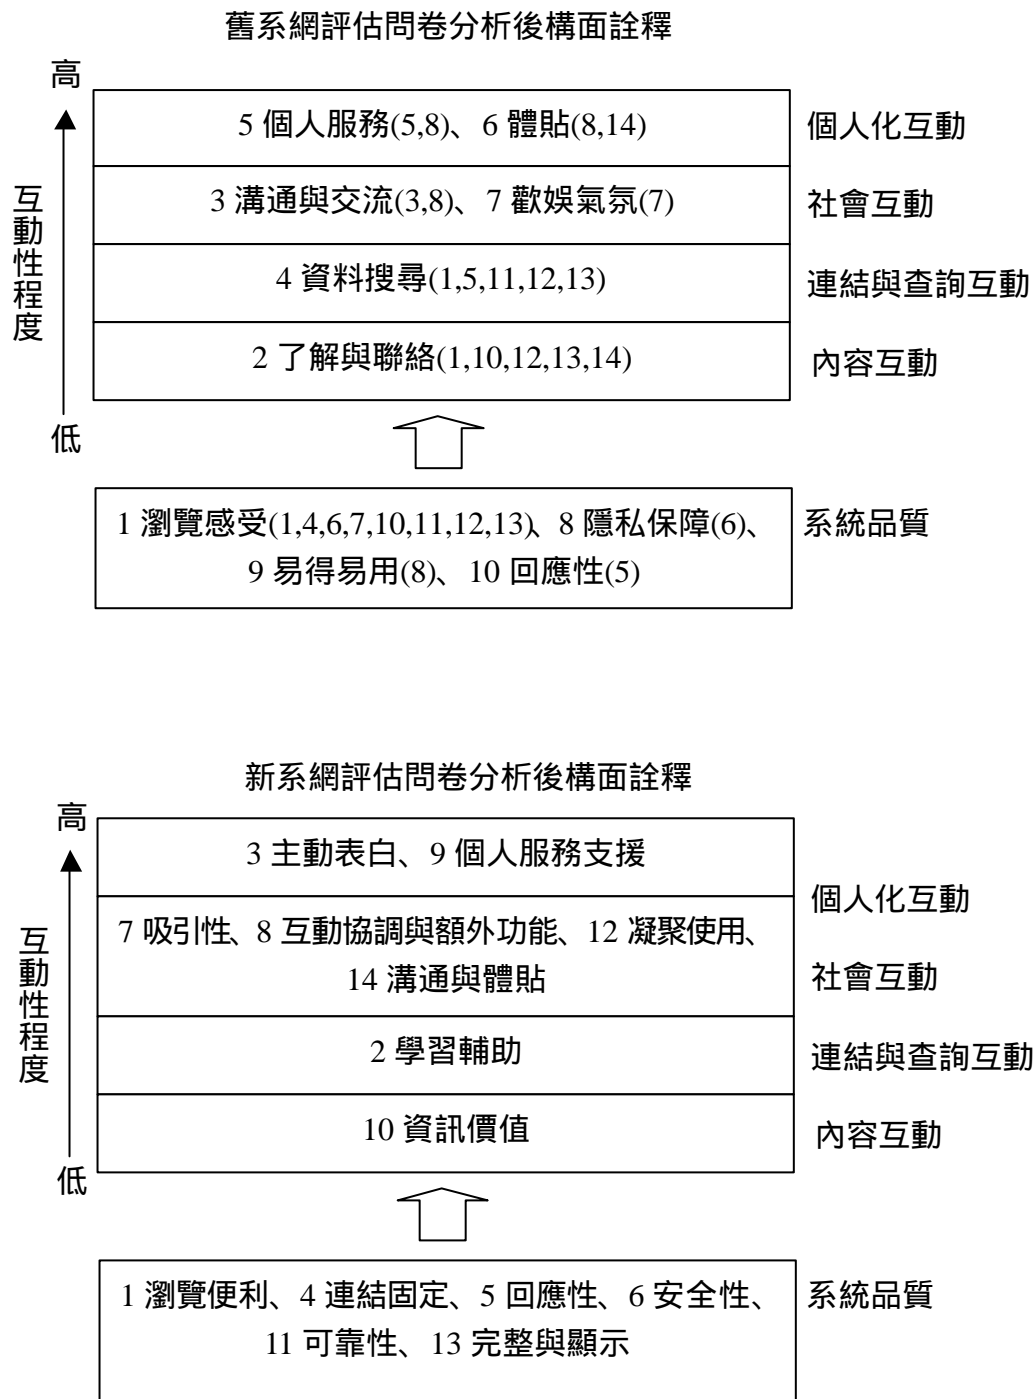 舊系網評估問卷分析後構面詮釋
高
5 個人服務(5,8)、6 體貼(8,14)
個人化互動
3 溝通與交流(3,8)、7 歡娛氣氛(7)
社會互動
互動性程度
4 資料搜尋(1,5,11,12,13)
連結與查詢互動
2 了解與聯絡(1,10,12,13,14)
內容互動
低
1 瀏覽感受(1,4,6,7,10,11,12,13)、8 隱私保障(6)、
系統品質
9 易得易用(8)、10 回應性(5)
新系網評估問卷分析後構面詮釋
高
3 主動表白、9 個人服務支援
個人化互動
7 吸引性、8 互動協調與額外功能、12 凝聚使用、
14 溝通與體貼
社會互動
互動性程度
2 學習輔助
連結與查詢互動
10 資訊價值
內容互動
低
1 瀏覽便利、4 連結固定、5 回應性、6 安全性、
系統品質
11 可靠性、13 完整與顯示